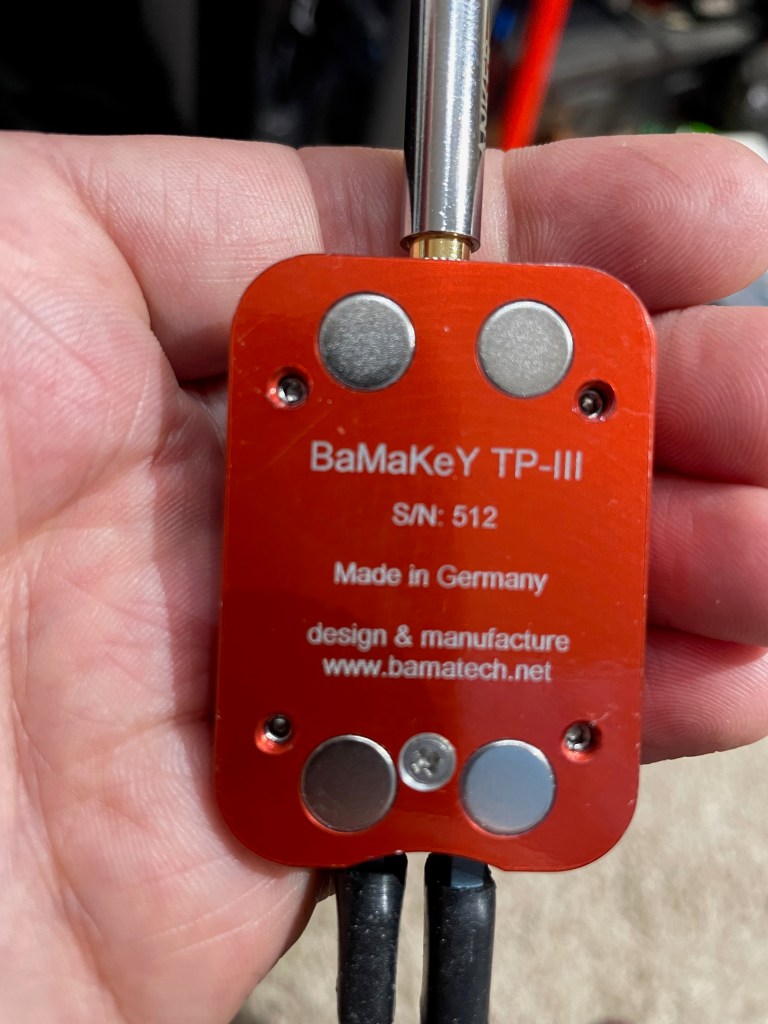 BaMaKeY TP-III
S/N: 512
Made in Germany
design & manufacture
www.bamatech.net